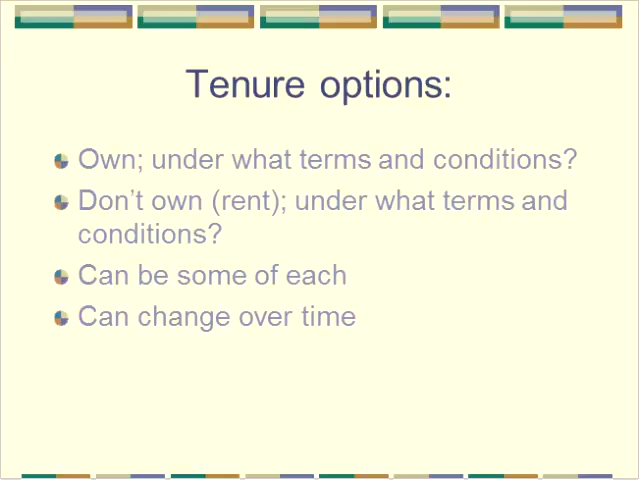 Tenure options:
Own; under what terms and conditions?
Don't own (rent); under what terms and
conditions?
Can be some of each
Can change over time